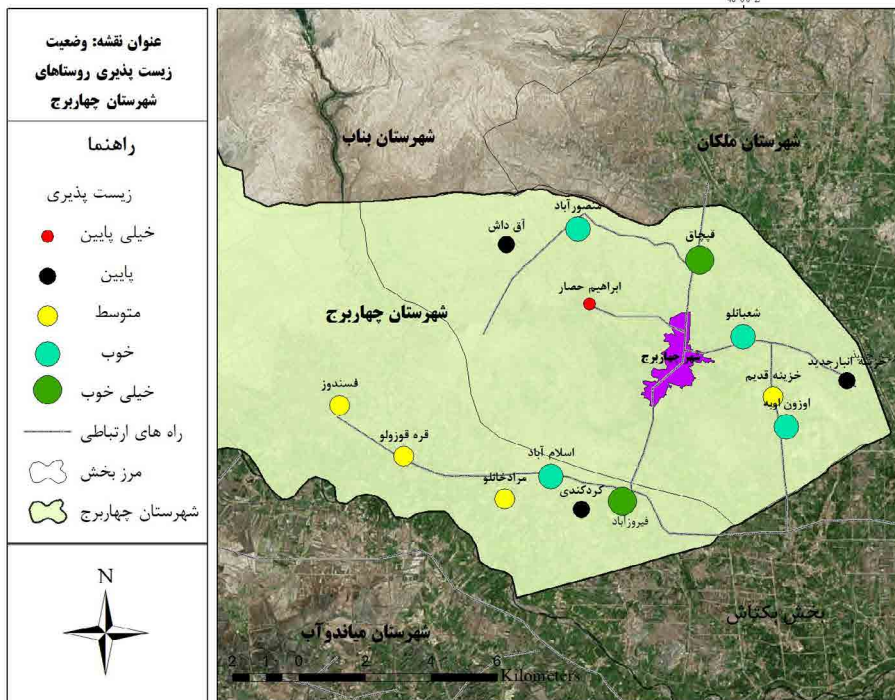 عنوان نقشه: وضعیت
زیست پذیری روستاهای
شهرستان چهاربرج
راهنما
زیست پذیری
خیلی پایین
پایین
متوسط
خوب
خیلی خوب
راه های ارتباطی
مرز بخش
شهرستان چهاربرج
N
شهرستان بناب
شهرستان ملکان
منصورآباد
آق داش
قپچاق
ابراهیم حصار
شهرستان چهاربرج
شعبانلو
شهر چهاربرج
خزینه انبارجدید
خزینه قدیم
اوزون اوبه
فسندوز
قره قوزولو
اسلام آباد
مرادخانلو
کردکندی
فیروزآباد
بخش بکتاش
شهرستان میاندوآب
2 1 0 2 4 6
Kilometers